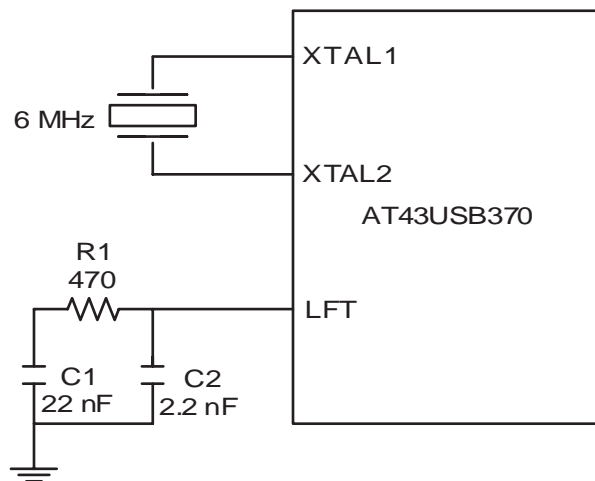 XTAL1
6 MHz
XTAL2
AT43USB370
R1
470
LFT
C1
22 nF
C2
2.2 nF